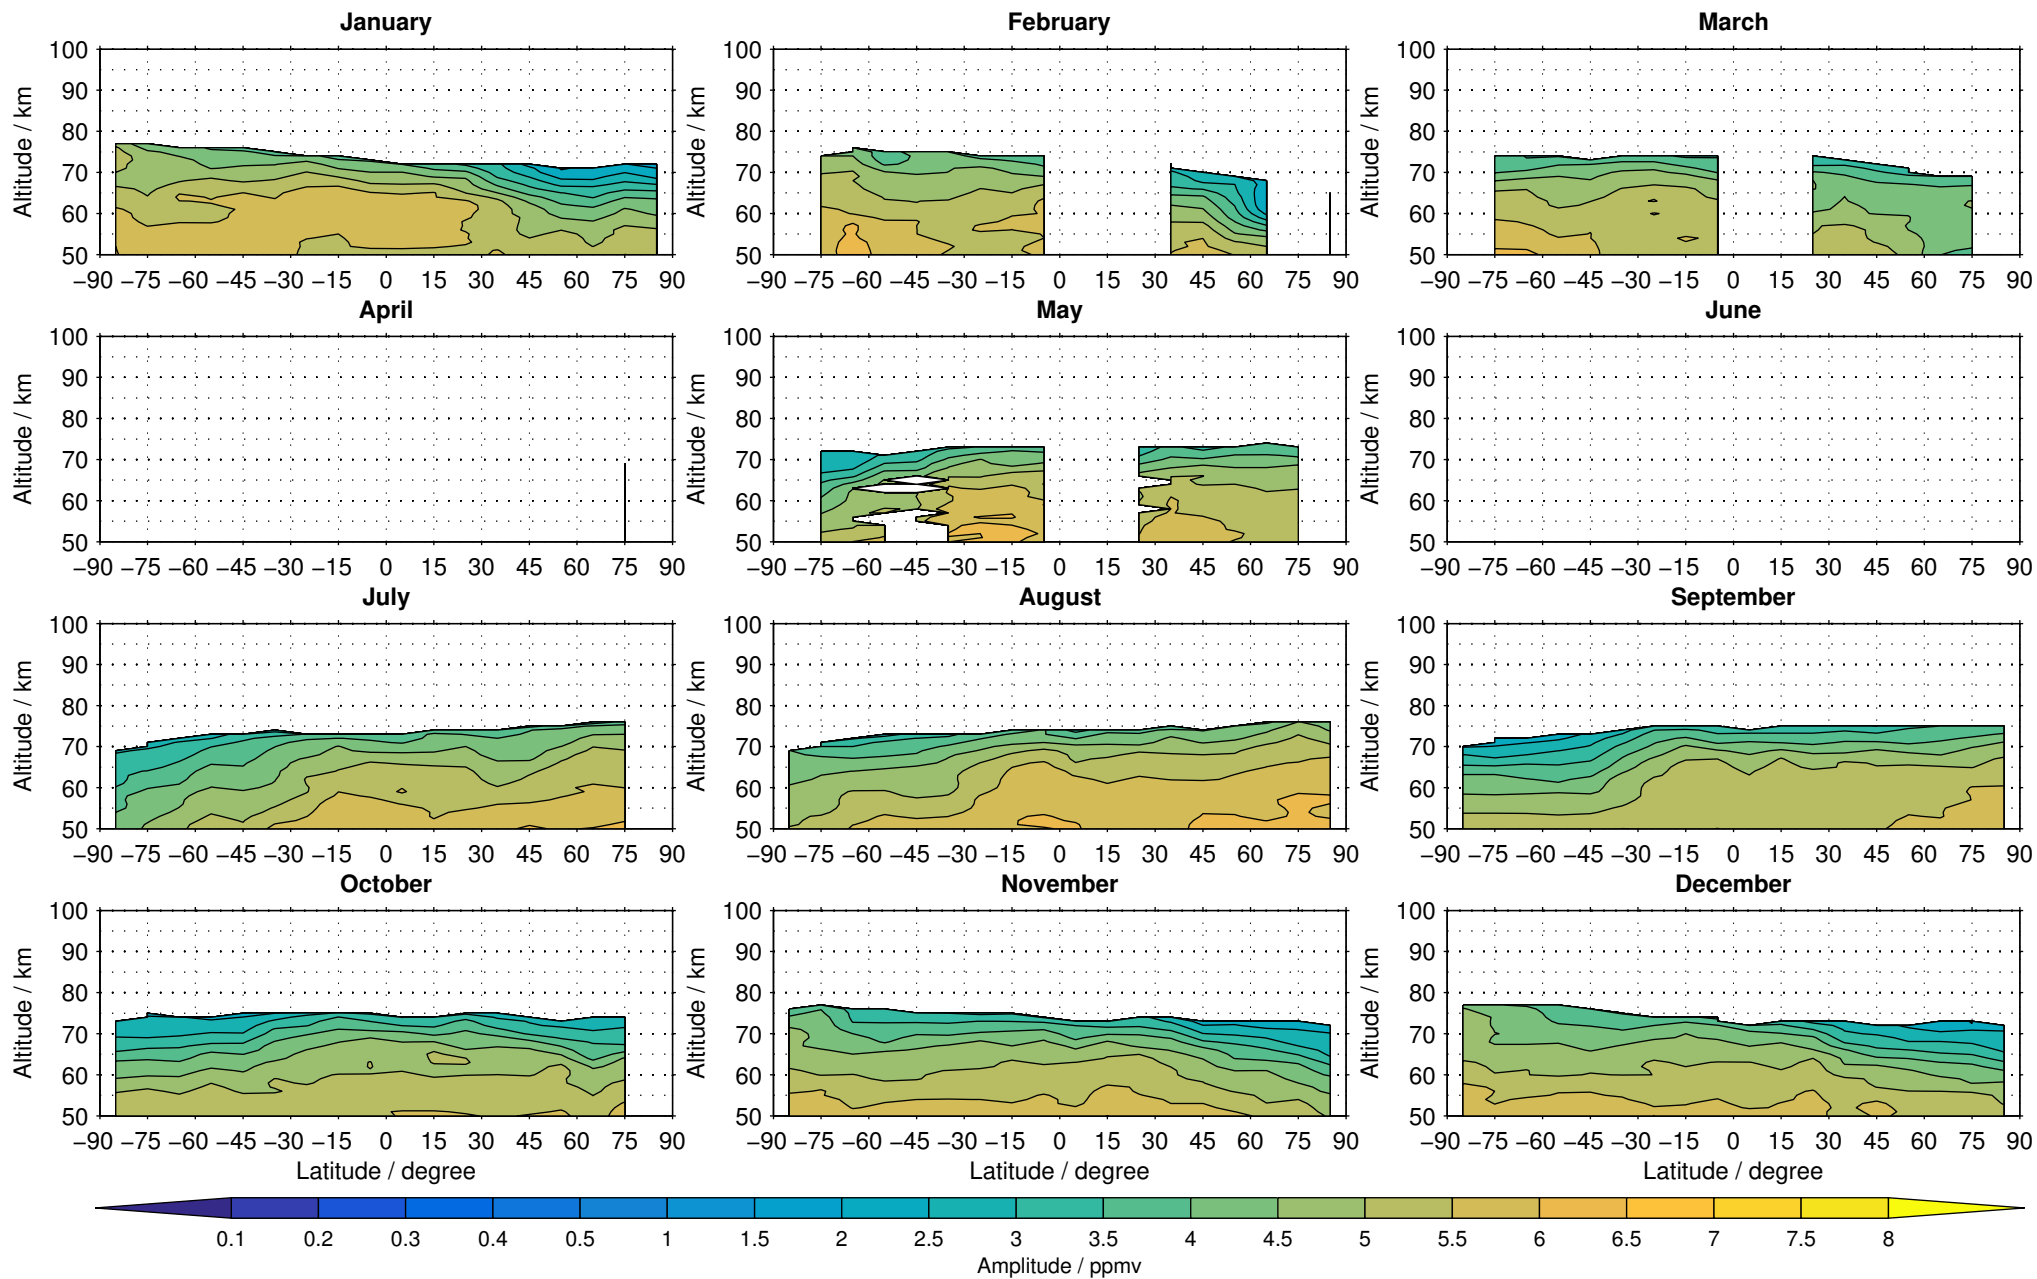 January February March
100 100 100
90 90 90
80 80 80
70 70 70
60 60 60
50 50 50
Altitude / km Altitude / km Altitude / km
−90 −75 −60 −45 −30 −15 0 15 30 45 60 75 90 −90 −75 −60 −45 −30 −15 0 15 30 45 60 75 90 −90 −75 −60 −45 −30 −15 0 15 30 45 60 75 90
April May June
100 100 100
90 90 90
80 80 80
70 70 70
60 60 60
50 50 50
Altitude / km Altitude / km Altitude / km
−90 −75 −60 −45 −30 −15 0 15 30 45 60 75 90 −90 −75 −60 −45 −30 −15 0 15 30 45 60 75 90 −90 −75 −60 −45 −30 −15 0 15 30 45 60 75 90
July August September
100 100 100
90 90 90
80 80 80
70 70 70
60 60 60
50 50 50
Altitude / km Altitude / km Altitude / km
−90 −75 −60 −45 −30 −15 0 15 30 45 60 75 90 −90 −75 −60 −45 −30 −15 0 15 30 45 60 75 90 −90 −75 −60 −45 −30 −15 0 15 30 45 60 75 90
October November December
100 100 100
90 90 90
80 80 80
70 70 70
60 60 60
50 50 50
Altitude / km Altitude / km Altitude / km
−90 −75 −60 −45 −30 −15 0 15 30 45 60 75 90 −90 −75 −60 −45 −30 −15 0 15 30 45 60 75 90 −90 −75 −60 −45 −30 −15 0 15 30 45 60 75 90
Latitude / degree Latitude / degree Latitude / degree
0.1 0.2 0.3 0.4 0.5 1 1.5 2 2.5 3 3.5 4 4.5 5 5.5 6 6.5 7 7.5 8
Amplitude / ppmv